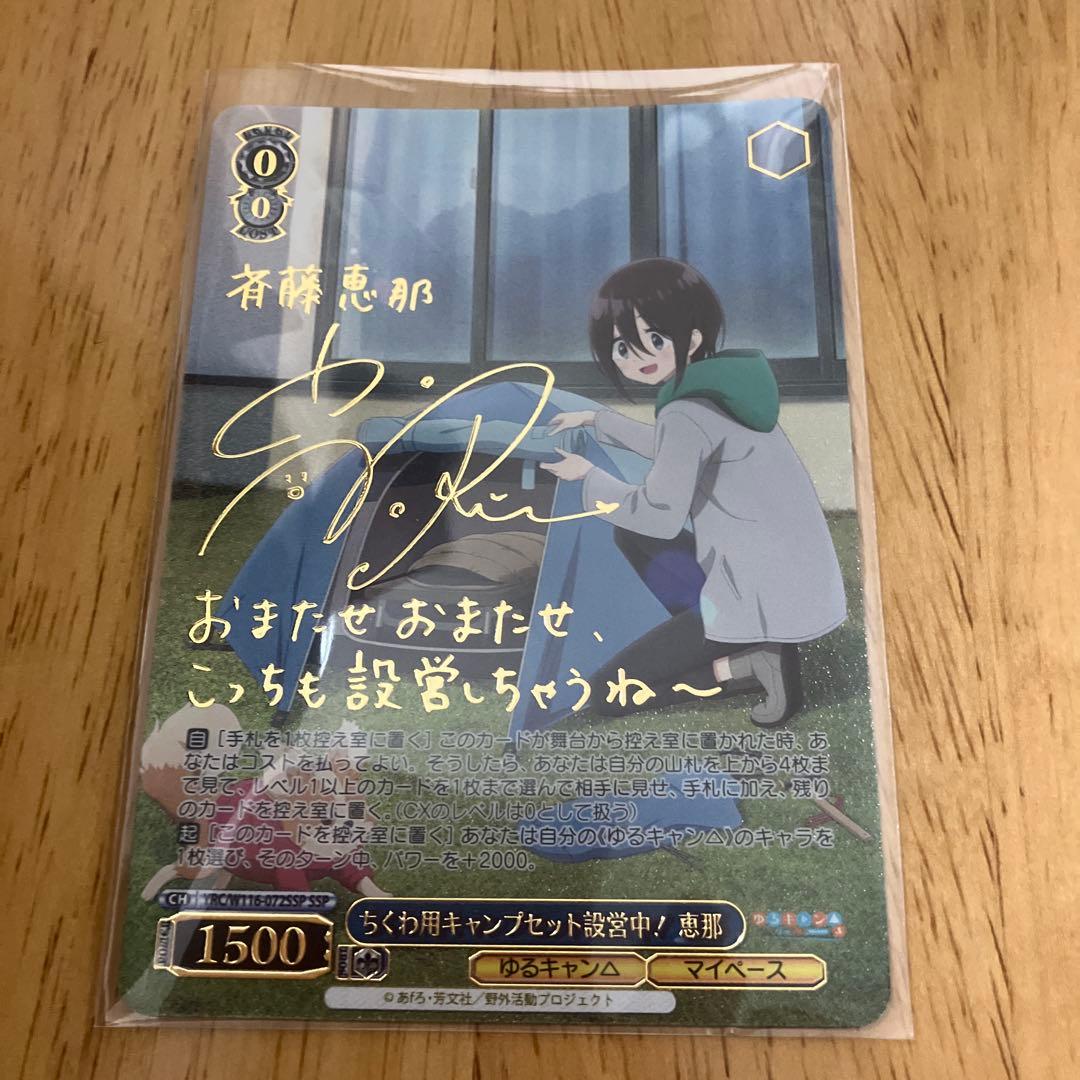 0
0
COST
斉藤恵那
おまたせ おまたせ、
こっちも設営しちゃうね～
自［手札を1枚控え室に置く］このカードが舞台から控え室に置かれた時、あ
なたはコストを払ってよい。そうしたら、あなたは自分の山札を上から4枚ま
で見て、レベル1以上のカードを1枚まで選んで相手に見せ、手札に加え、残り
のカードを控え室に置く。（CXのレベルは0として扱う）
起［このカードを控え室に置く］あなたは自分の《ゆるキャン△》のキャラを
1枚選び、そのターン中、パワーを＋2000。
CH YRC/W116-072SSP SSP
ちくわ用キャンプセット設営中！ 恵那
ゆるキャン△
1500
ゆるキャン△ マイペース
©あfろ・芳文社／野外活動プロジェクト